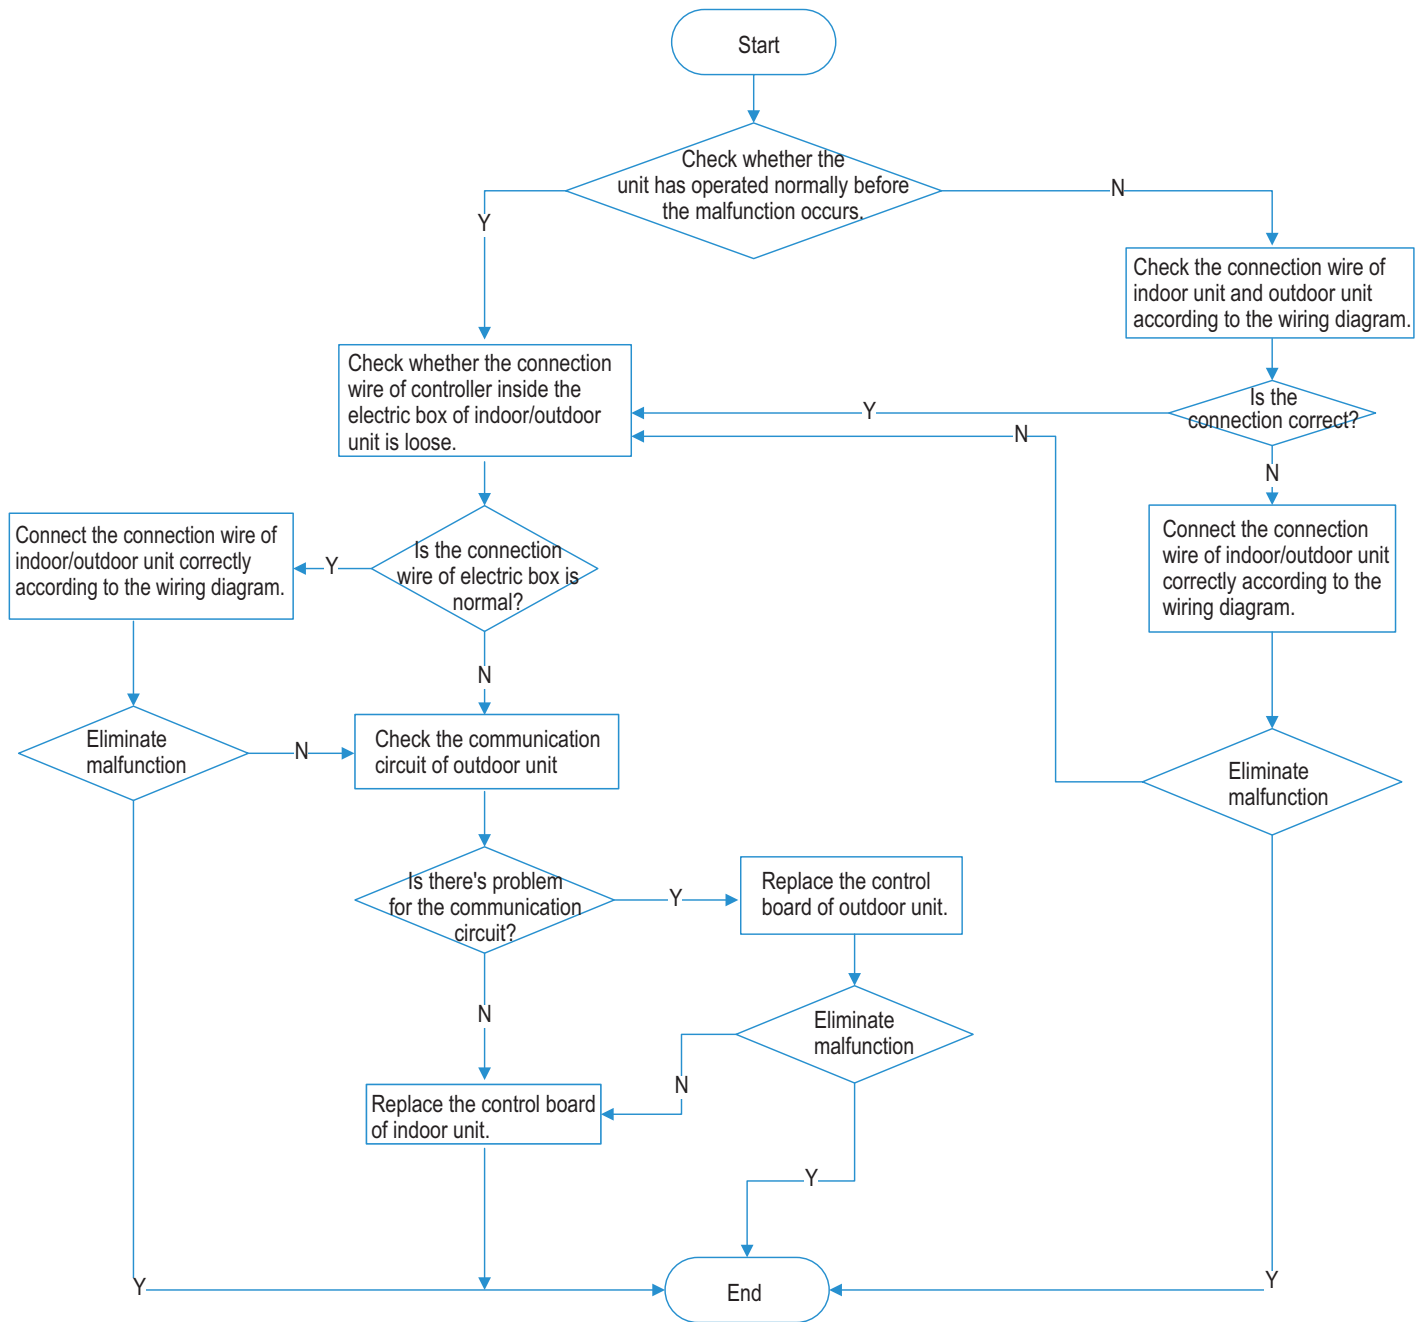 Start
Check whether the
unit has operated normally before
the malfunction occurs.
Y
N
Check the connection wire of
indoor unit and outdoor unit
according to the wiring diagram.
Check whether the connection
wire of controller inside the
electric box of indoor/outdoor
unit is loose.
Y
Is the
connection correct?
N
N
Connect the connection wire of
indoor/outdoor unit correctly
according to the wiring diagram.
Y
Is the connection
wire of electric box is
normal?
Connect the connection
wire of indoor/outdoor unit
correctly according to the
wiring diagram.
N
Eliminate
malfunction
N
Check the communication
circuit of outdoor unit
Eliminate
malfunction
Is there's problem
for the communication
circuit?
Y
Replace the control
board of outdoor unit.
N
Eliminate
malfunction
N
Replace the control board
of indoor unit.
Y
Y
End
Y